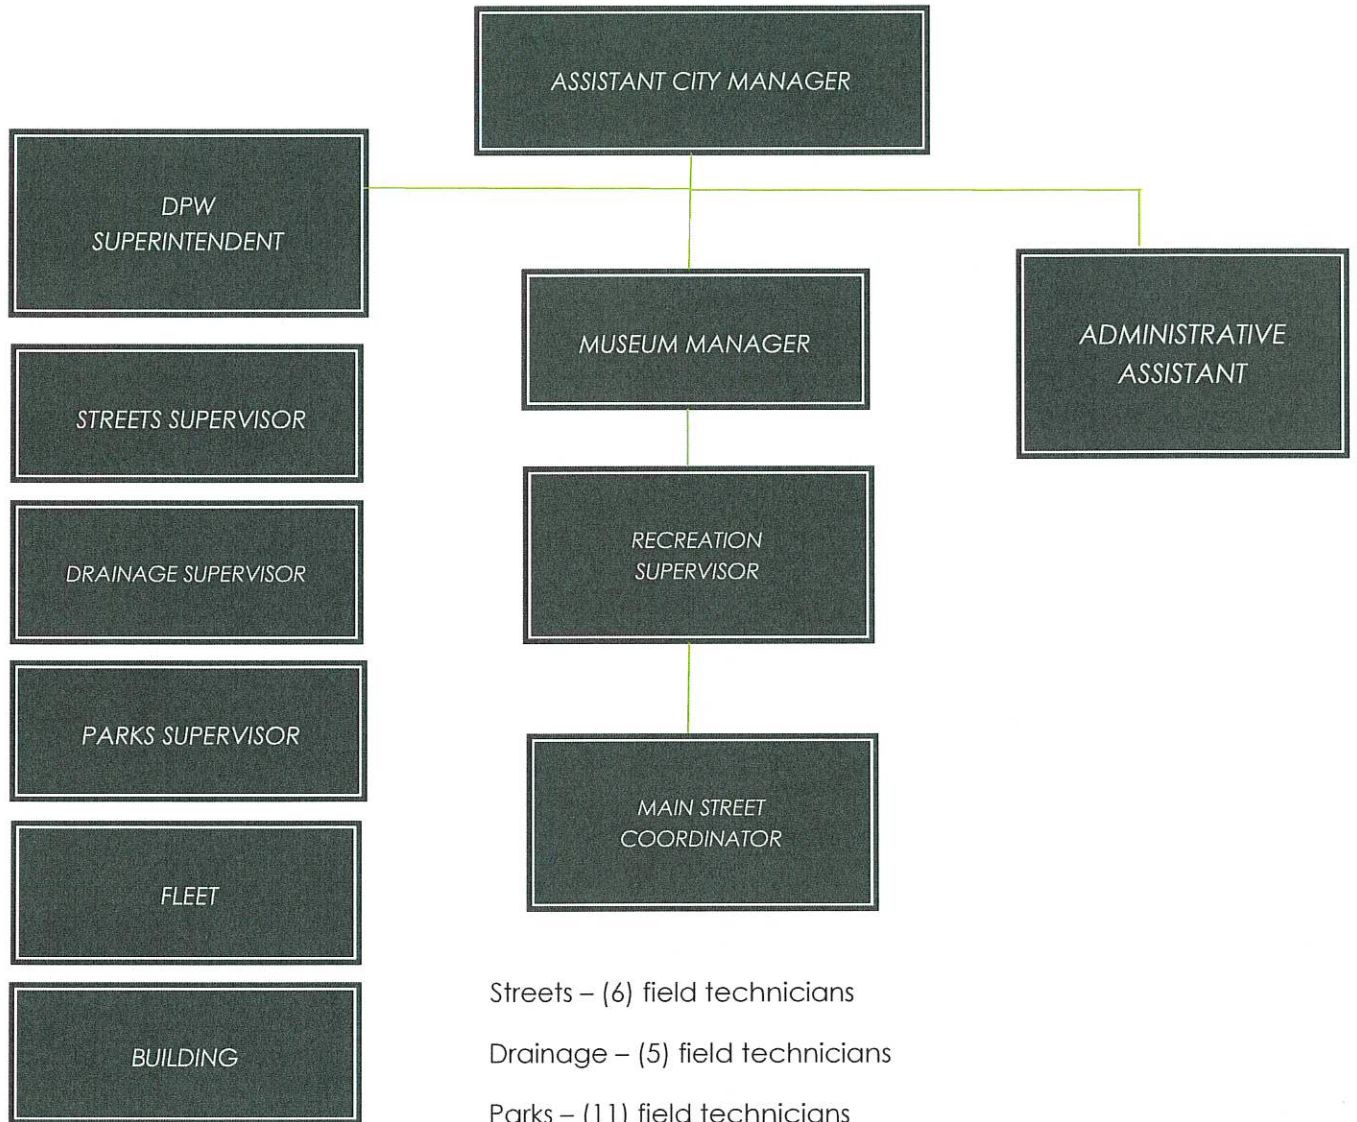 ASSISTANT CITY MANAGER
DPW
SUPERINTENDENT
STREETS SUPERVISOR
DRAINAGE SUPERVISOR
PARKS SUPERVISOR
FLEET
BUILDING
MUSEUM MANAGER
RECREATION
SUPERVISOR
MAIN STREET
COORDINATOR
ADMINISTRATIVE
ASSISTANT
Streets – (6) field technicians
Drainage – (5) field technicians
Parks – (11) field technicians